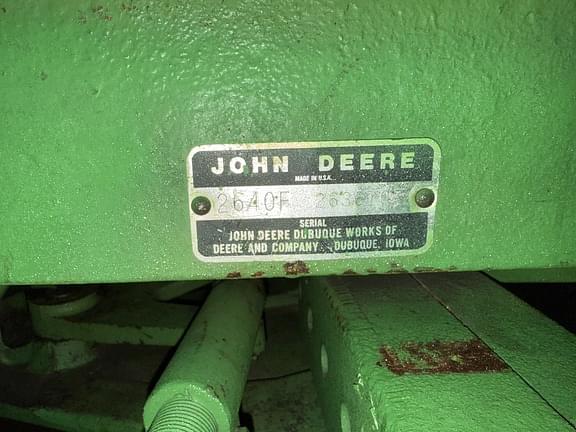 JOHN DEERE
MADE IN U.S.A.
2640F
SERIAL
JOHN DEERE DUBUQUE WORKS OF
DEERE AND COMPANY DUBUQUE, IOWA